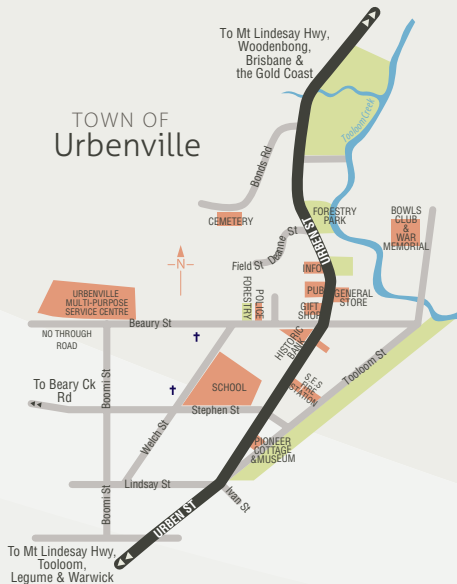 To Mt Lindesay Hwy,
Woodenbong,
Brisbane &
the Gold Coast
TOWN OF
Urbenville
Tooloom Creek
Bonds Rd
CEMETERY
FORESTRY
PARK
BOWLS
CLUB
& WAR
MEMORIAL
URBEN ST
Deanne St
Field St
N
INFO
PUB
GENERAL
STORE
GIFT
SHOP
FORESTRY
POLICE
URBENVILLE
MULTI-PURPOSE
SERVICE CENTRE
Beaury St
NO THROUGH
ROAD
HISTORIC
BANK
Tooloom St
To Beary Ck
Rd
Boomi St
SCHOOL
S.E.S
FIRE
STATION
Stephen St
Welch St
PIONEER
COTTAGE
&MUSEUM
Lindsay St
Ivan St
Boomi St
URBEN ST
To Mt Lindesay Hwy,
Tooloom,
Legume & Warwick